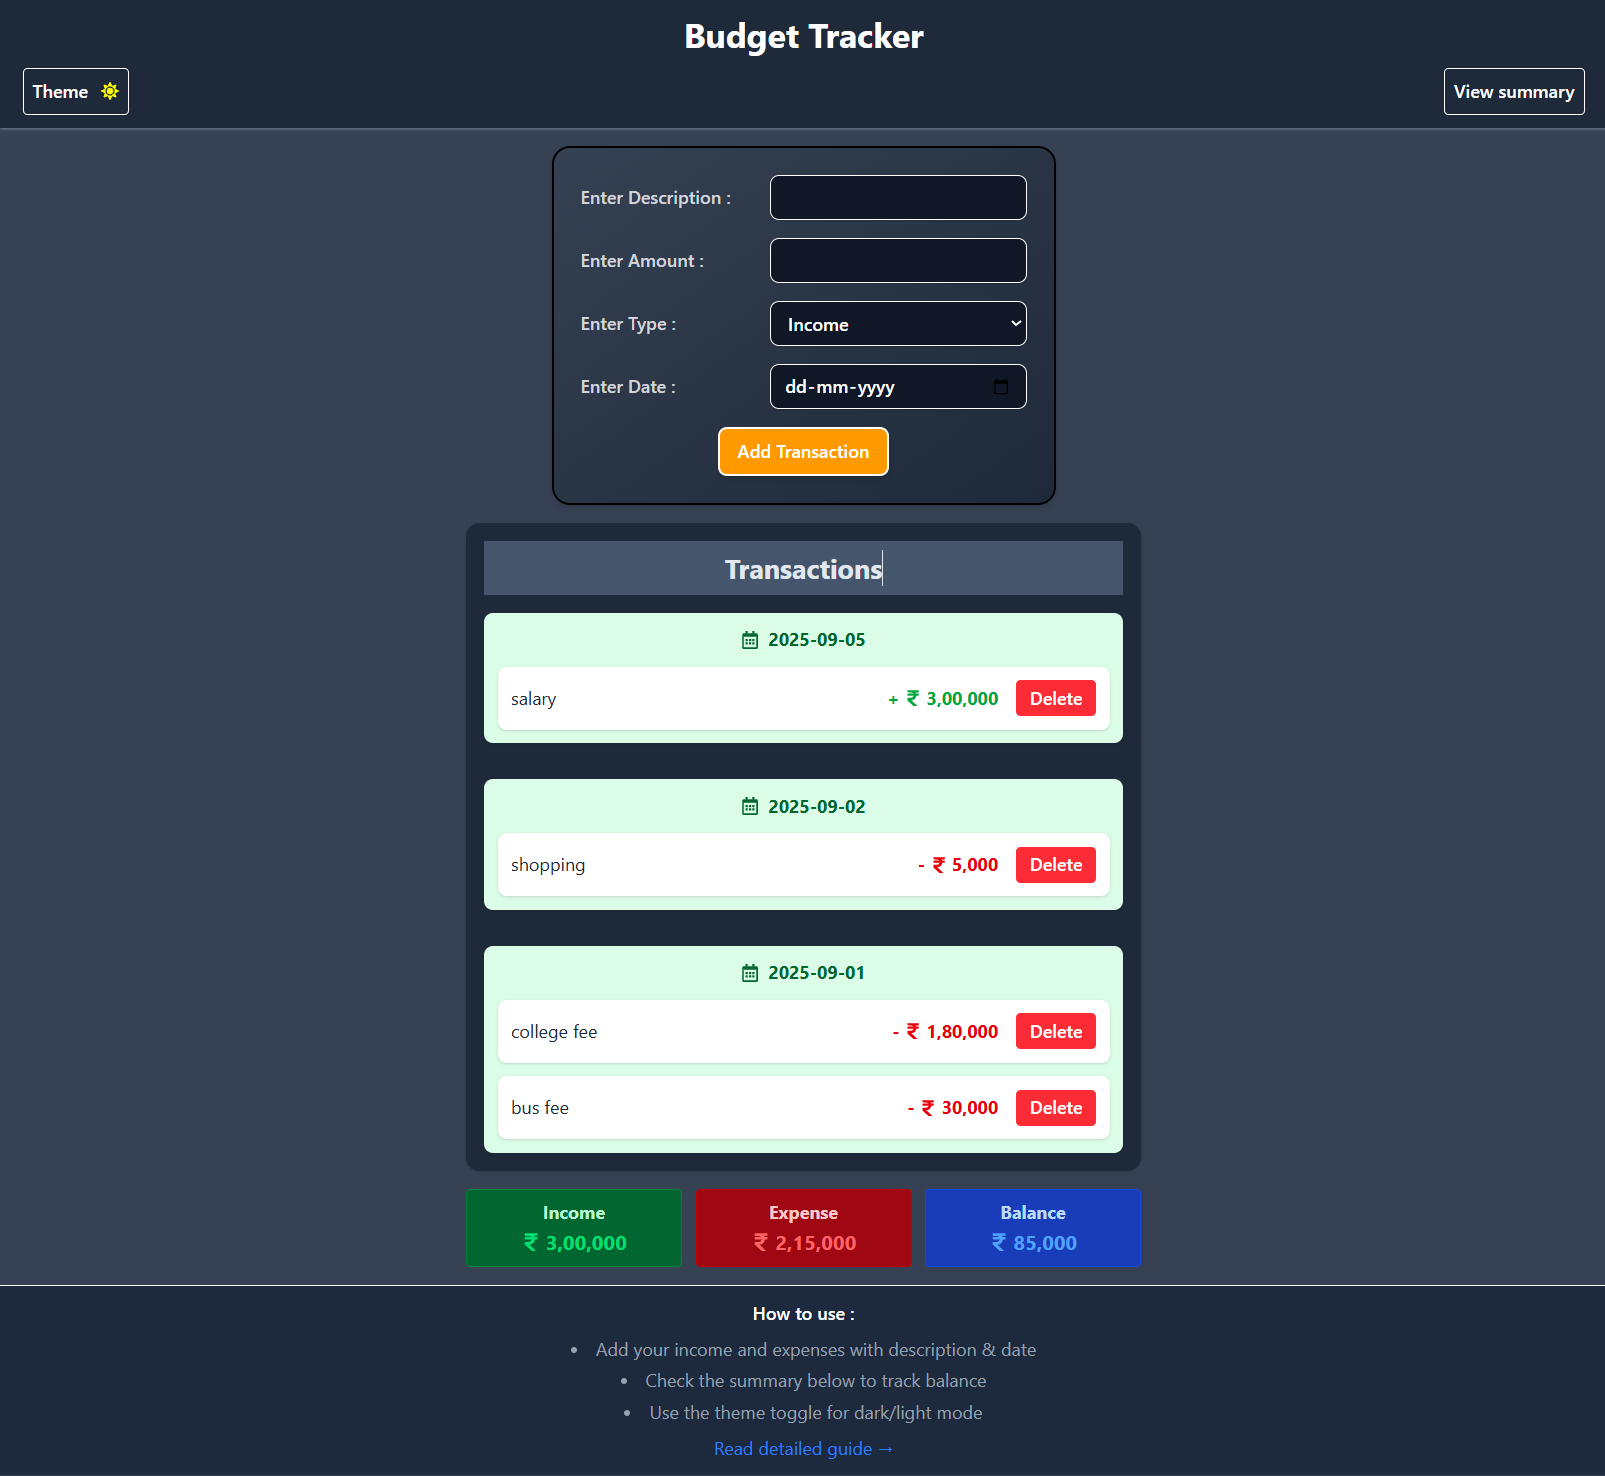 Budget Tracker
Theme
View summary
Enter Description :
Enter Amount :
Enter Type :
Income
Enter Date :
dd-mm-yyyy
Add Transaction
Transactions
2025-09-05
salary + ₹ 3,00,000 Delete
2025-09-02
shopping - ₹ 5,000 Delete
2025-09-01
college fee - ₹ 1,80,000 Delete
bus fee - ₹ 30,000 Delete
Income Expense Balance
₹ 3,00,000 ₹ 2,15,000 ₹ 85,000
How to use :
• Add your income and expenses with description & date
• Check the summary below to track balance
• Use the theme toggle for dark/light mode
Read detailed guide →